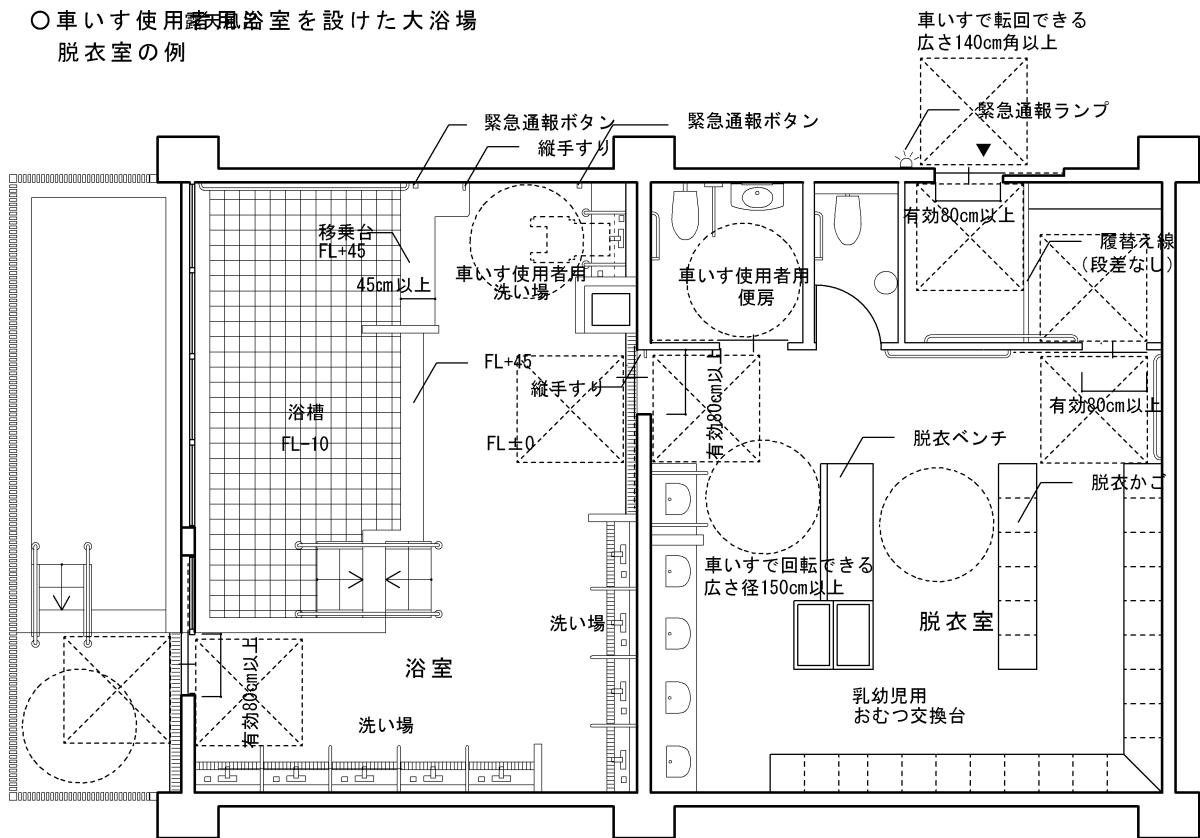 ○車いす使用者用浴室を設けた大浴場
露天風呂
脱衣室の例
車いすで転回できる
広さ140cm角以上
緊急通報ボタン
緊急通報ボタン
緊急通報ランプ
縦手すり
移乗台
FL+45
45cm以上
車いす使用者用
洗い場
車いす使用者用
便房
有効80cm以上
履替え線
(段差なし)
FL+45
縦手すり
有効80cm以上
有効80cm以上
浴槽
FL-10
FL±0
脱衣ベンチ
脱衣かご
車いすで回転できる
広さ径150cm以上
洗い場
脱衣室
浴室
有効80cm以上
洗い場
乳幼児用
おむつ交換台